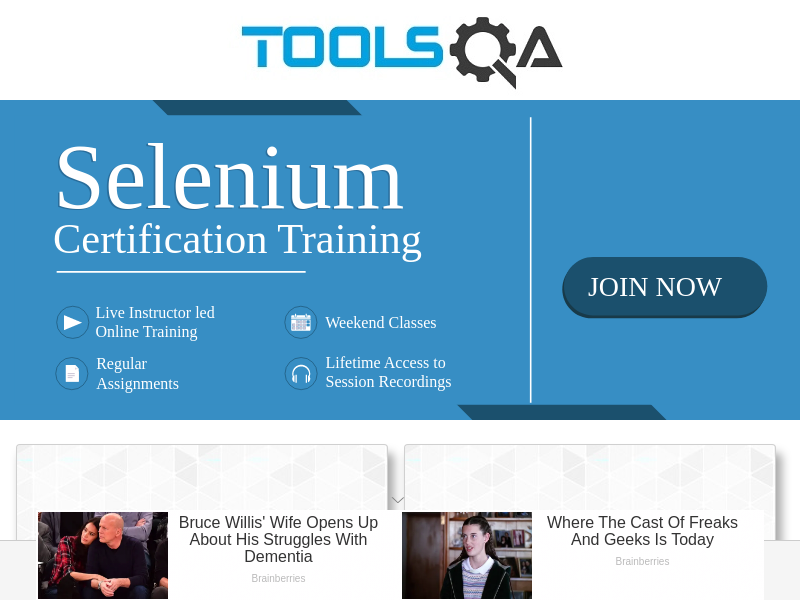 TOOLSQA
Selenium
Certification Training
Live Instructor led
Online Training
Weekend Classes
Regular
Assignments
Lifetime Access to
Session Recordings
JOIN NOW
Bruce Willis' Wife Opens Up
About His Struggles With
Dementia
Brainberries
Where The Cast Of Freaks
And Geeks Is Today
Brainberries